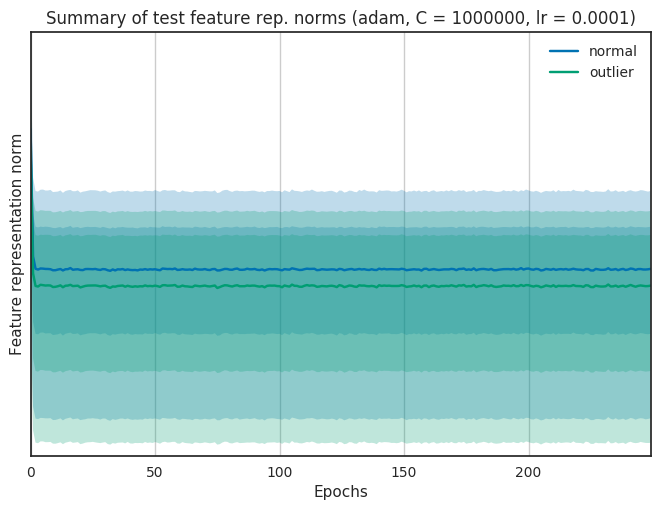 Summary of test feature rep. norms (adam, C = 1000000, lr = 0.0001)
normal
outlier
Feature representation norm
0 50 100 150 200
Epochs